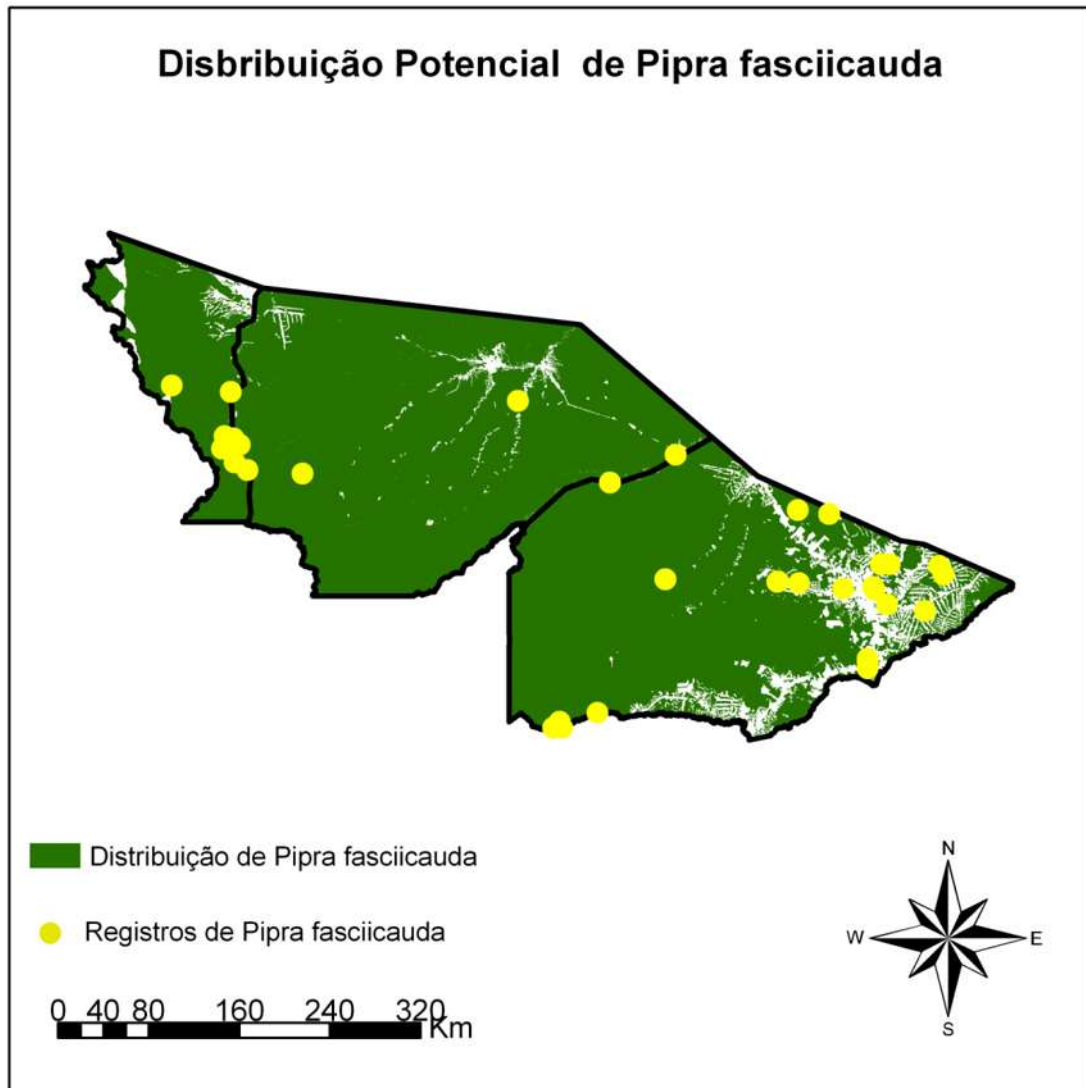 Disbribuição Potencial de Pipra fasciicauda
Distribuição de Pipra fasciicauda
Registros de Pipra fasciicauda
0 40 80 160 240 320
Km
N
W E
S